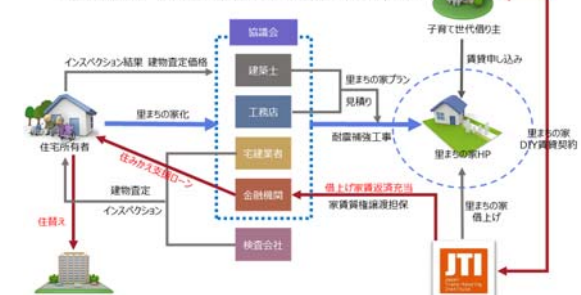 子育て世代借り主
協議会
インスペクション結果 建物査定価格
建築士
里まちの家プラン
見積り
賃貸申し込み
里まちの家化
工務店
耐震補強工事
住宅所有者
里まちの家HP
里まちの家
DIY賃貸契約
宅建業者
住みかえ支援ローン
金融機関
借上げ家賃返済充当
家賃質権譲渡担保
建物査定
インスペクション
住替え
検査会社
里まちの家
借上げ
JTI